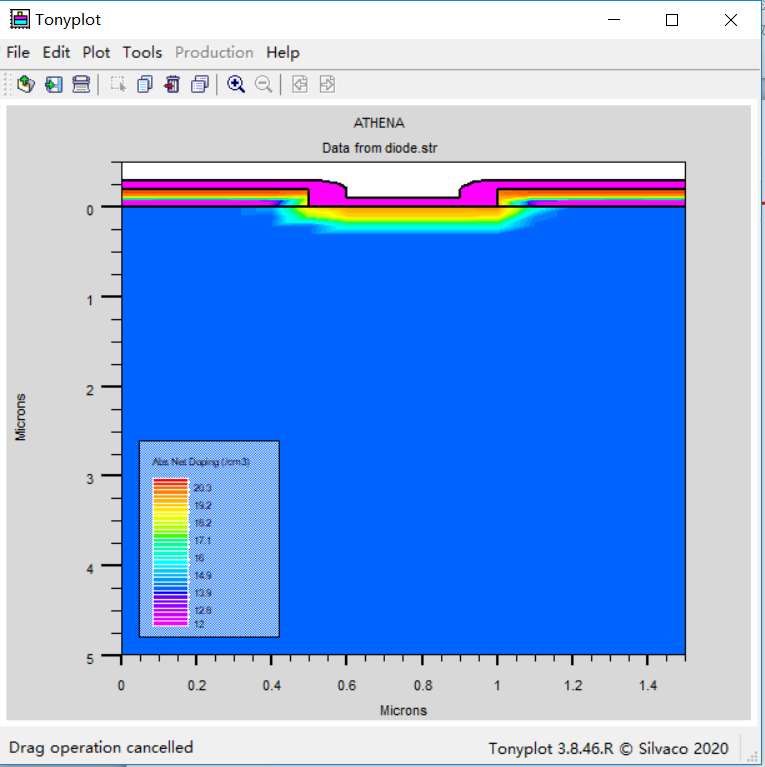 Tonyplot
File Edit Plot Tools Production Help
ATHENA
Data from diode.str
0
1
2
3
4
5
Microns
Abs Net Doping (/cm3)
20.3
19.2
18.2
17.1
16
14.9
13.9
12.8
12
0 0.2 0.4 0.6 0.8 1 1.2 1.4
Microns
Drag operation cancelled
Tonyplot 3.8.46.R © Silvaco 2020